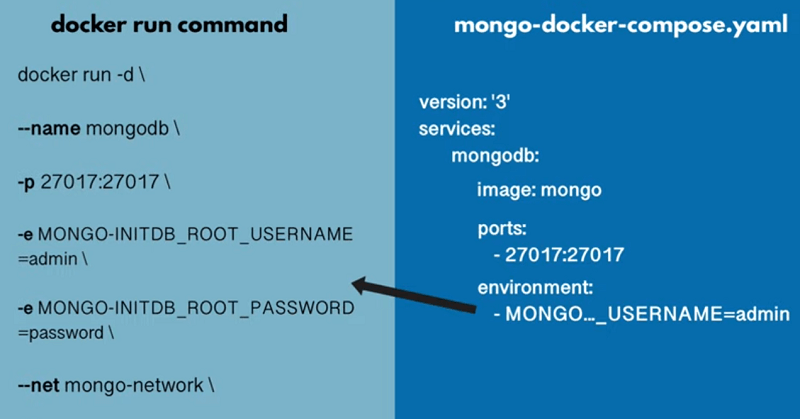 docker run command
docker run -d \
--name mongodb \
-p 27017:27017 \
-e MONGO-INITDB_ROOT_USERNAME
=admin \
-e MONGO-INITDB_ROOT_PASSWORD
=password \
--net mongo-network \
mongo-docker-compose.yaml
version: '3'
services:
mongodb:
image: mongo
ports:
- 27017:27017
environment:
- MONGO..._USERNAME=admin